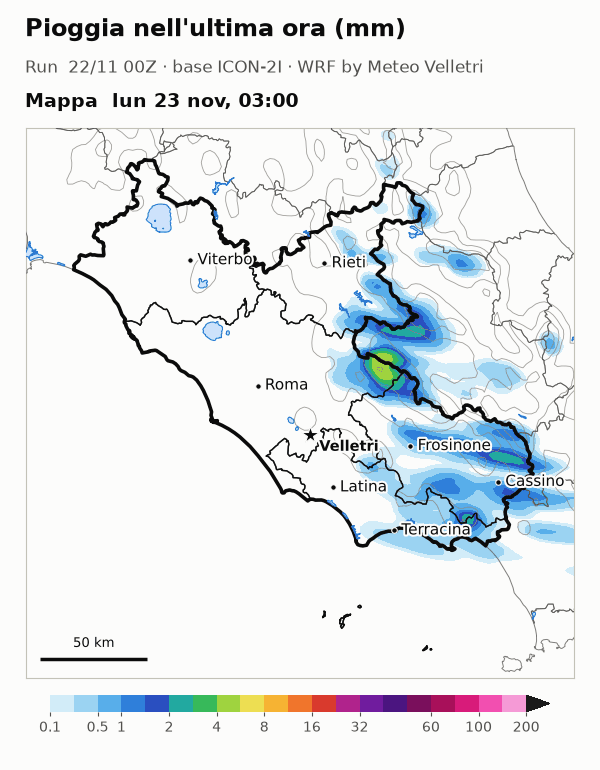 Pioggia nell'ultima ora (mm)
Run  22/11 00Z · base ICON-2I · WRF by Meteo Velletri
Mappa  lun 23 nov, 03:00
Viterbo
Rieti
Roma
Velletri
Frosinone
Cassino
Latina
Terracina
50 km
0.1 0.5 1 2 4 8 16 32 60 100 200